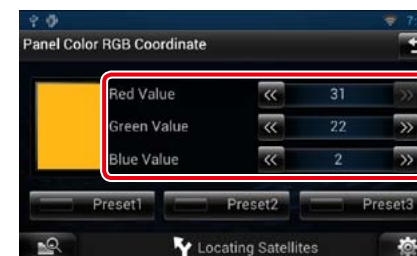 Panel Color RGB Coordinate
Red Value 31
Green Value 22
Blue Value 2
Preset1 Preset2 Preset3
Locating Satellites